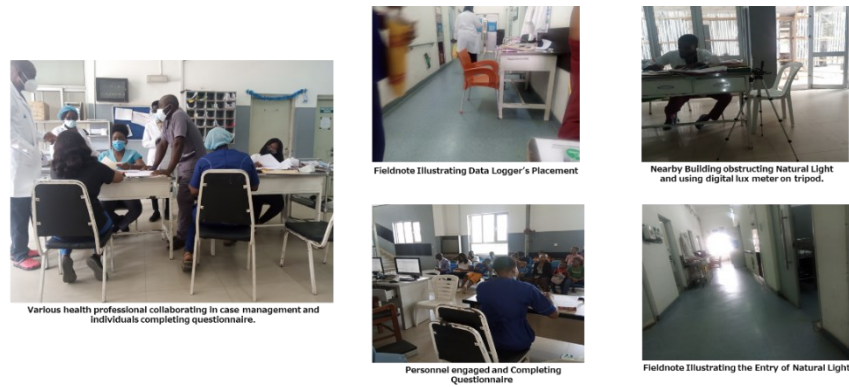 Various health professional collaborating in case management and
individuals completing questionnaire.
Fieldnote Illustrating Data Logger's Placement
Personnel engaged and Completing
Questionnaire
Nearby Building obstructing Natural Light
and using digital lux meter on tripod.
Fieldnote Illustrating the Entry of Natural Light